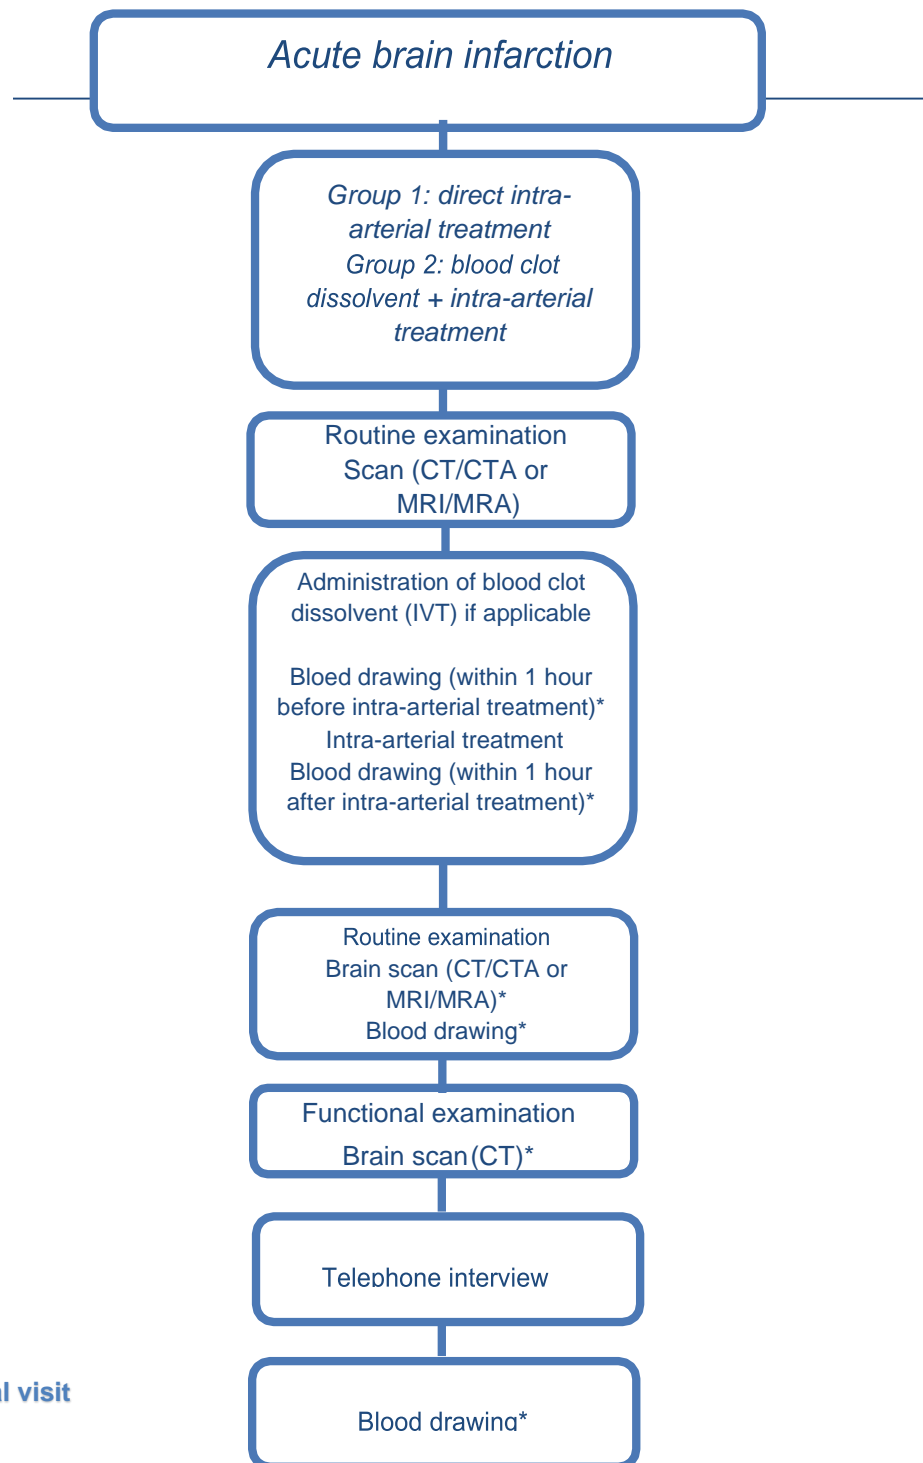 Acute brain infarction
Group 1: direct intra-
arterial treatment
Group 2: blood clot
dissolvent + intra-arterial
treatment
Routine examination
Scan (CT/CTA or
MRI/MRA)
Administration of blood clot
dissolvent (IVT) if applicable
Bloed drawing (within 1 hour
before intra-arterial treatment)*
Intra-arterial treatment
Blood drawing (within 1 hour
after intra-arterial treatment)*
Routine examination
Brain scan (CT/CTA or
MRI/MRA)*
Blood drawing*
Functional examination
Brain scan (CT)*
Telephone interview
visit
Blood drawing*